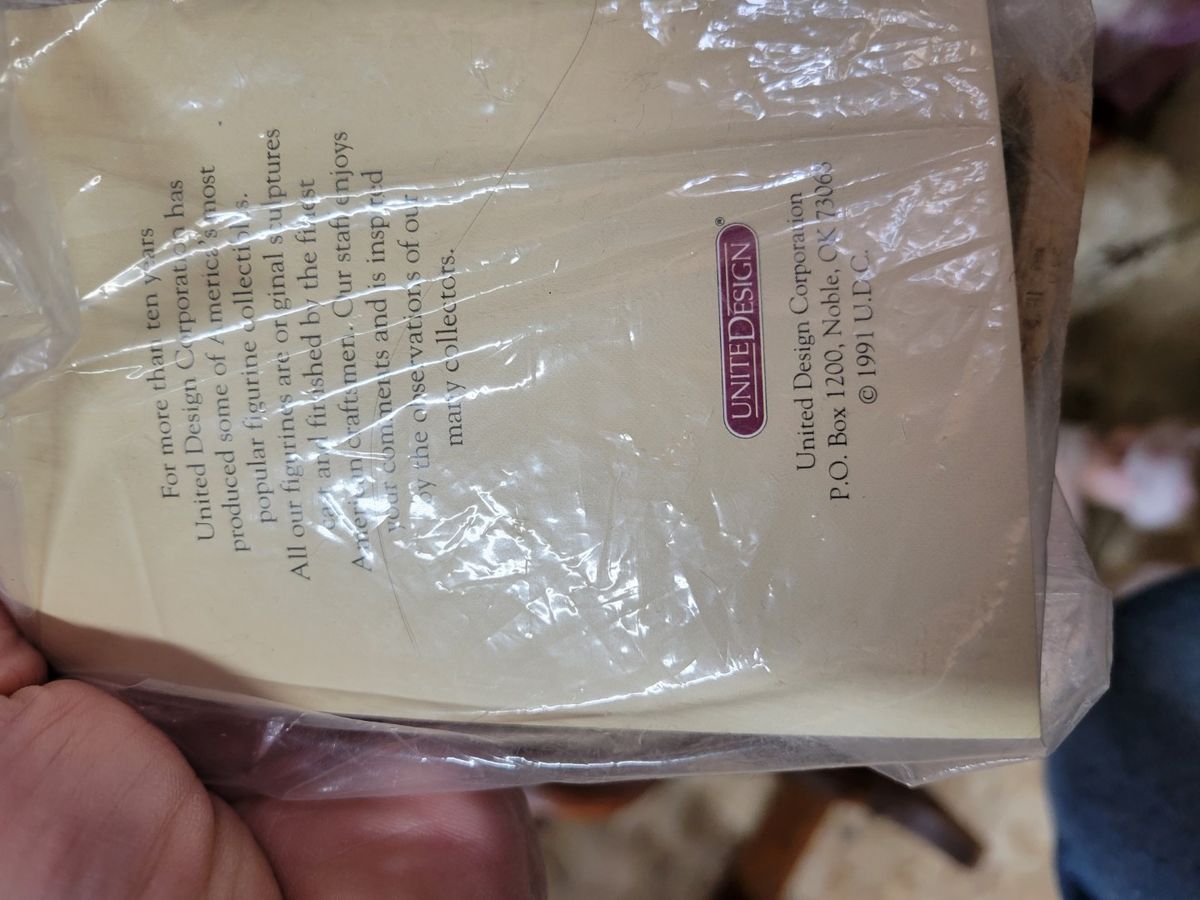 For more than ten years
United Design Corporation has
produced some of America's most
popular figurine collectibles.
All our figurines are original sculptures
cast and finished by the finest
American craftsmen. Our staff enjoys
your comments and is inspired
by the observations of our
many collectors.
UNITEDESIGN®
United Design Corporation
P.O. Box 1200, Noble, OK 73068
© 1991 U.D.C.